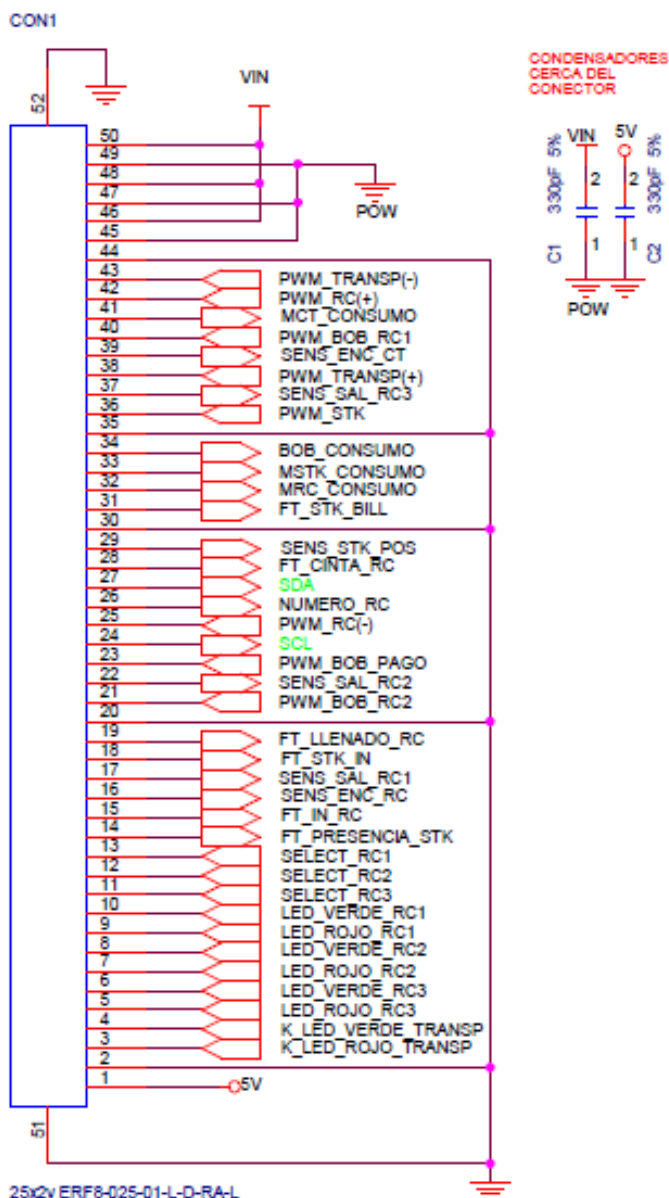 CON1
52
VIN
CONDENSADORES
CERCA DEL
CONECTOR
VIN
5V
330pF 5%
330pF 5%
2
2
1
1
C1
C2
POW
50
49
48
47
46
45
POW
44
43 PWM_TRANSP(-)
42 PWM_RC(+)
41 MCT_CONSUMO
40 PWM_BOB_RC1
39 SENS_ENC_CT
38 PWM_TRANSP(+)
37 SENS_SAL_RC3
36 PWM_STK
35
34 BOB_CONSUMO
33 MSTK_CONSUMO
32 MRC_CONSUMO
31 FT_STK_BILL
30
29 SENS_STK_POS
28 FT_CINTA_RC
27 SDA
26 NUMERO_RC
25 PWM_RC(-)
24 SCL
23 PWM_BOB_PAGO
22 SENS_SAL_RC2
21 PWM_BOB_RC2
20
19 FT_LLENADO_RC
18 FT_STK_IN
17 SENS_SAL_RC1
16 SENS_ENC_RC
15 FT_IN_RC
14 FT_PRESENCIA_STK
13 SELECT_RC1
12 SELECT_RC2
11 SELECT_RC3
10 LED_VERDE_RC1
9 LED_ROJO_RC1
8 LED_VERDE_RC2
7 LED_ROJO_RC2
6 LED_VERDE_RC3
5 LED_ROJO_RC3
4 K_LED_VERDE_TRANSP
3 K_LED_ROJO_TRANSP
2
1 5V
51
25x2v ERF8-025-01-L-D-RA-L